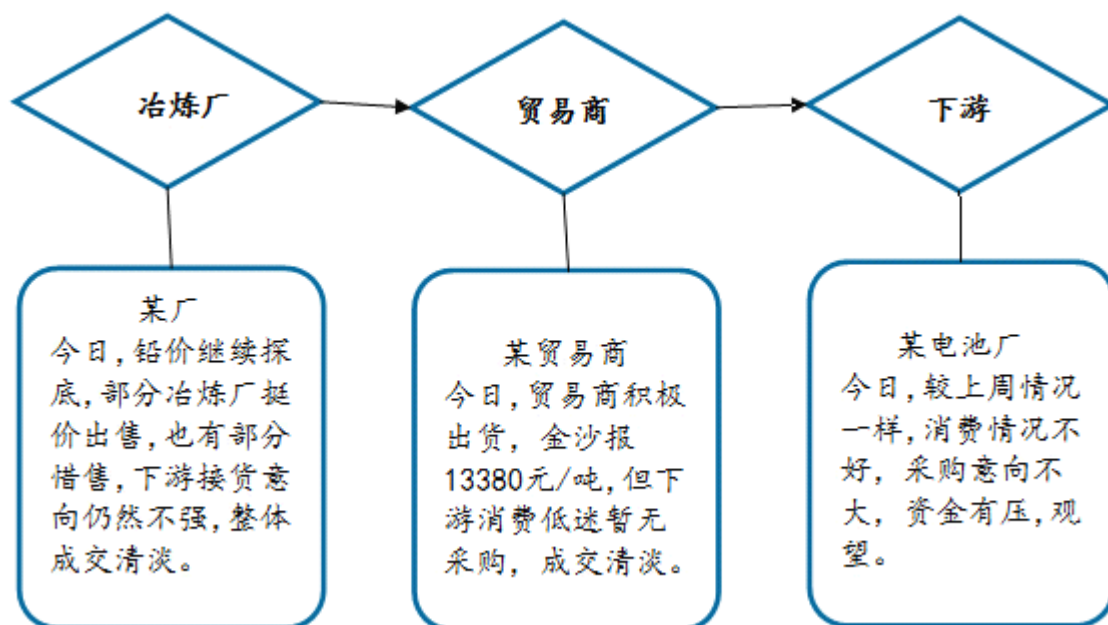 冶炼厂
贸易商
下游
某厂
今日,铅价继续探
底,部分冶炼厂挺
价出售,也有部分
惜售,下游接货意
向仍然不强,整体
成交清淡。
某贸易商
今日,贸易商积极
出货，金沙报
13380元/吨,但下
游消费低迷暂无
采购，成交清淡。
某电池厂
今日,较上周情况
一样,消费情况不
好，采购意向不
大，资金有压,观
望。